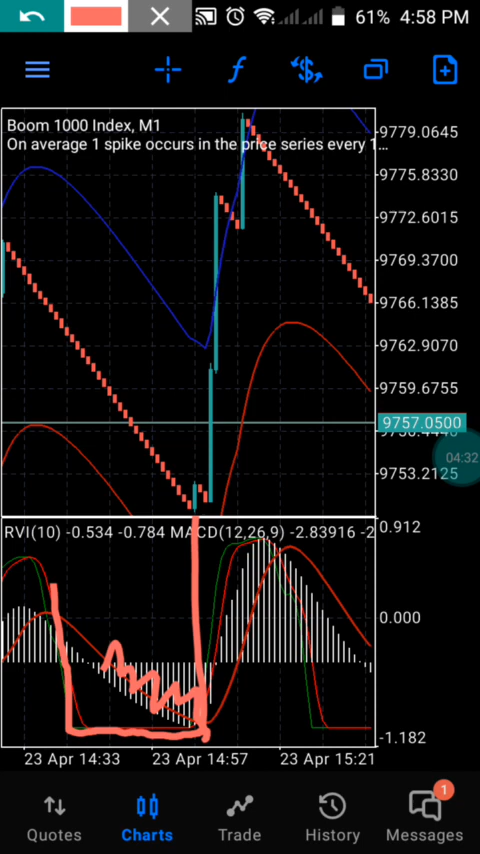 61% 4:58 PM
f
Boom 1000 Index, M1
On average 1 spike occurs in the price series every 1...
9779.0645
9775.8330
9772.6015
9769.3700
9766.1385
9762.9070
9759.6755
9757.0500
04:32
9753.2125
RVI(10) -0.534 -0.784 MACD(12,26,9) -2.83916 -2
0.912
0.000
-1.182
23 Apr 14:33 23 Apr 14:57 23 Apr 15:21
1
Quotes Charts Trade History Messages